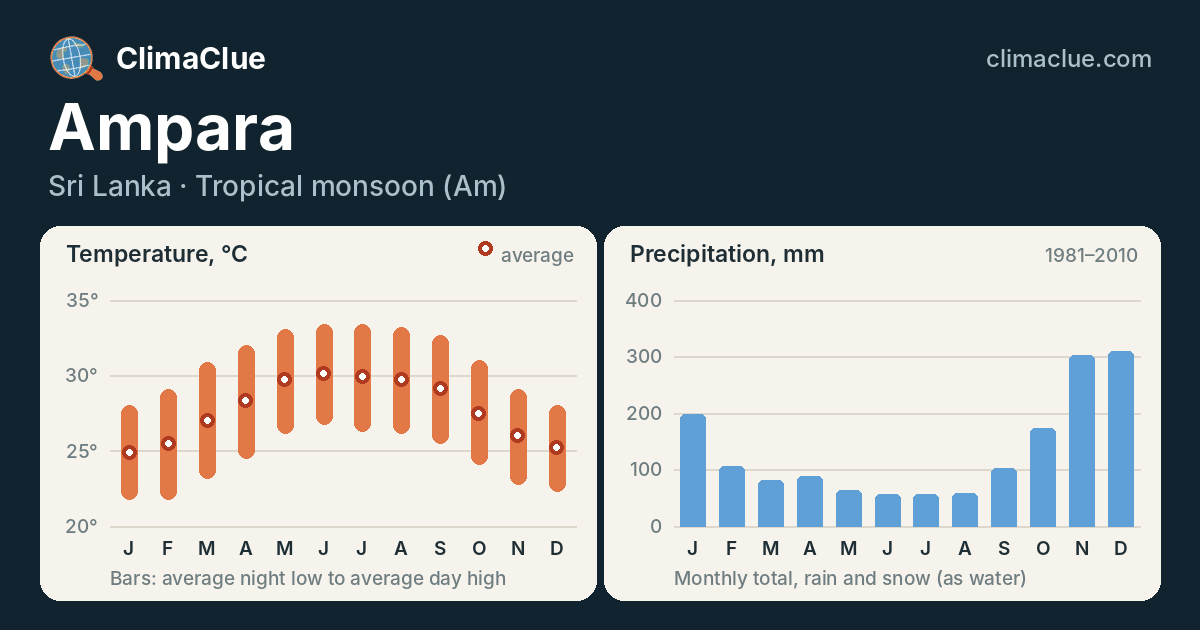 ClimaClue
climaclue.com
Ampara
Sri Lanka · Tropical monsoon (Am)
Temperature, °C
average
35°
30°
25°
20°
J F M A M J J A S O N D
Bars: average night low to average day high
Precipitation, mm
1981–2010
400
300
200
100
0
J F M A M J J A S O N D
Monthly total, rain and snow (as water)